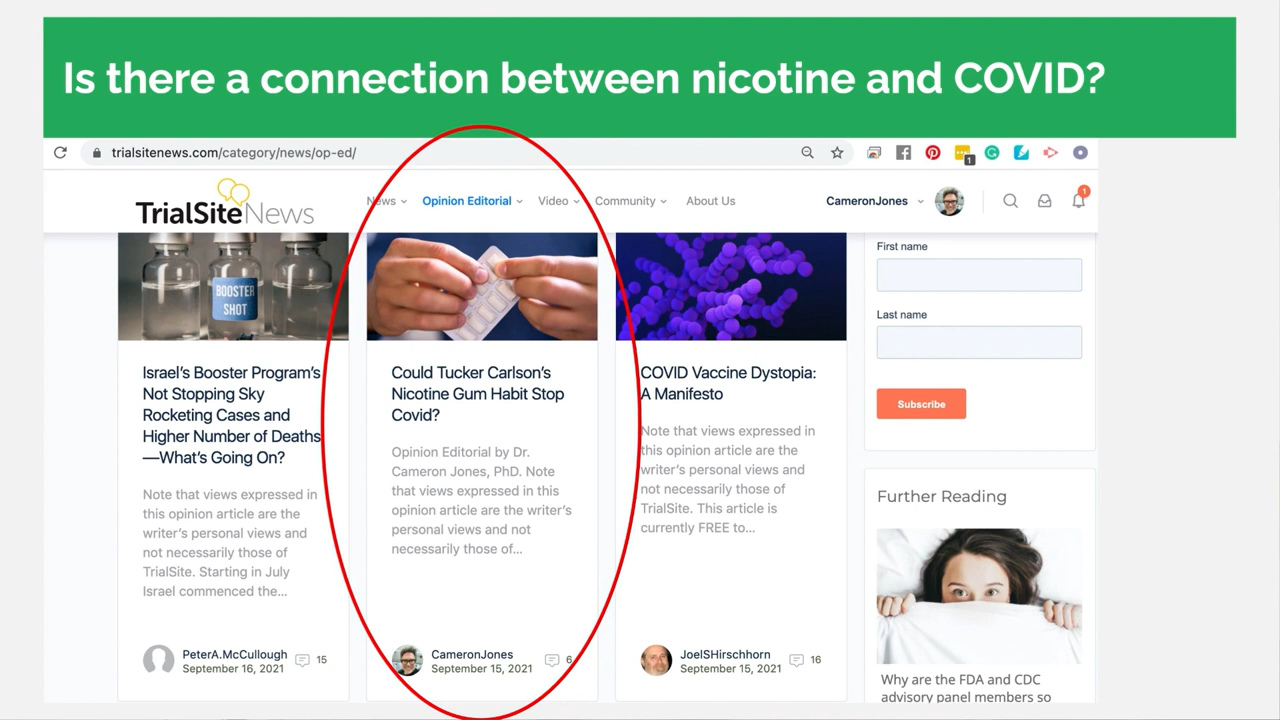 Is there a connection between nicotine and COVID?
trialsitenews.com/category/news/op-ed/
1
TrialSiteNews
News
Opinion Editorial
Video
Community
About Us
CameronJones
1
BOOSTER
SHOT
Israel's Booster Program's
Not Stopping Sky
Rocketing Cases and
Higher Number of Deaths
—What's Going On?
Note that views expressed in
this opinion article are the
writer's personal views and
not necessarily those of
TrialSite. Starting in July
Israel commenced the...
PeterA.McCullough
September 16, 2021
15
Could Tucker Carlson's
Nicotine Gum Habit Stop
Covid?
Opinion Editorial by Dr.
Cameron Jones, PhD. Note
that views expressed in this
opinion article are the writer's
personal views and not
necessarily those of...
CameronJones
September 15, 2021
6
COVID Vaccine Dystopia:
A Manifesto
Note that views expressed in
this opinion article are the
writer's personal views and
not necessarily those of
TrialSite. This article is
currently FREE to...
JoelSHirschhorn
September 15, 2021
16
First name
Last name
Subscribe
Further Reading
Why are the FDA and CDC
advisory panel members so